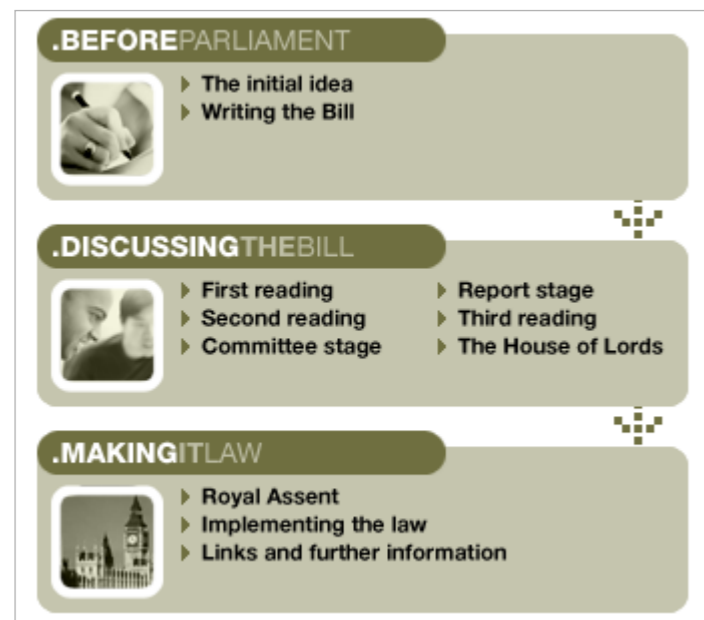 .BEFOREPARLIAMENT
The initial idea
Writing the Bill
.DISCUSSINGTHEBILL
First reading
Second reading
Committee stage
Report stage
Third reading
The House of Lords
.MAKINGITLAW
Royal Assent
Implementing the law
Links and further information